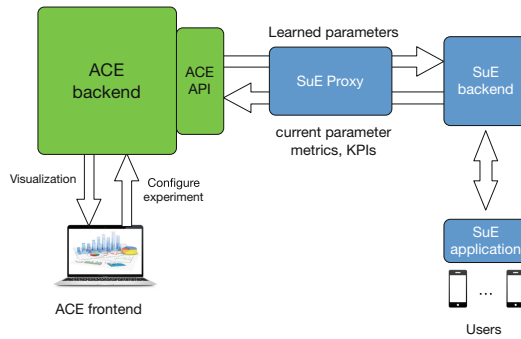 Learned parameters
ACE
backend
ACE
API
SuE Proxy
SuE
backend
current parameter
metrics, KPIs
Visualization
Configure
experiment
SuE
application
...
ACE frontend
Users